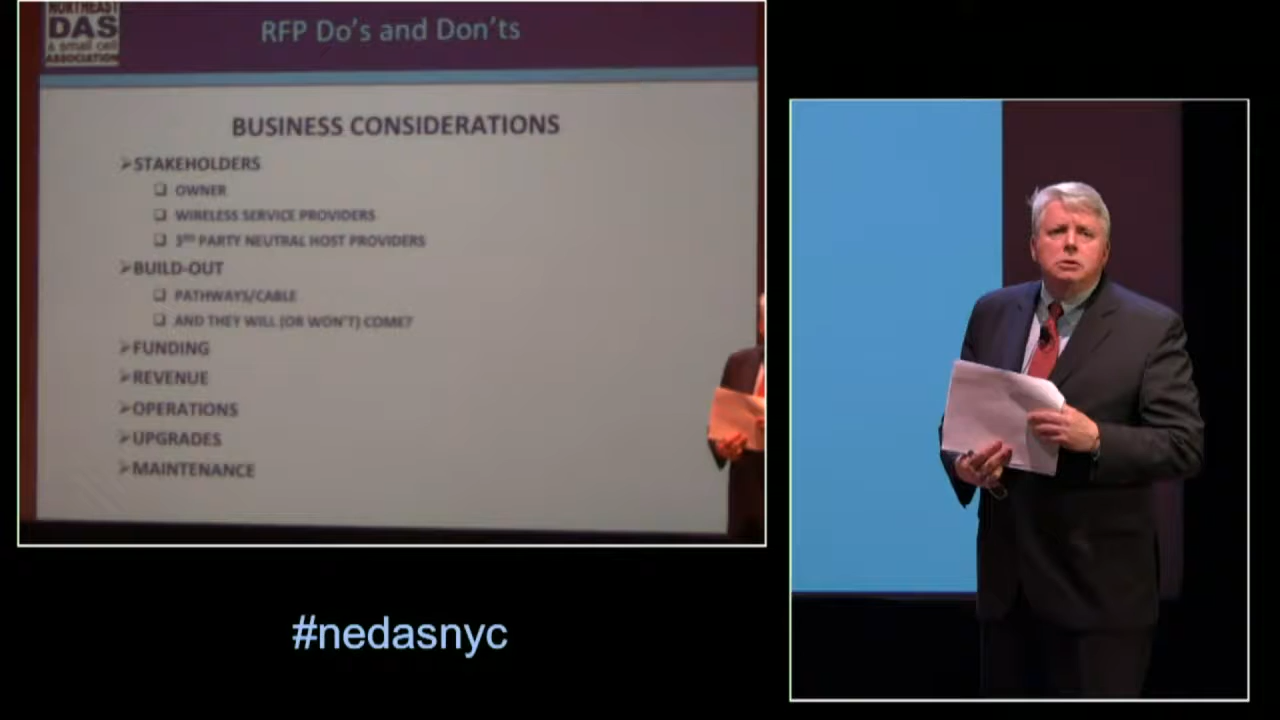 NORTHEAST
DAS
& small cell
ASSOCIATION
RFP Do's and Don'ts
BUSINESS CONSIDERATIONS
➢STAKEHOLDERS
❑ OWNER
❑ WIRELESS SERVICE PROVIDERS
❑ 3RD PARTY NEUTRAL HOST PROVIDERS
➢BUILD-OUT
❑ PATHWAYS/CABLE
❑ AND THEY WILL (OR WON'T) COME?
➢FUNDING
➢REVENUE
➢OPERATIONS
➢UPGRADES
➢MAINTENANCE
#nedasnyc